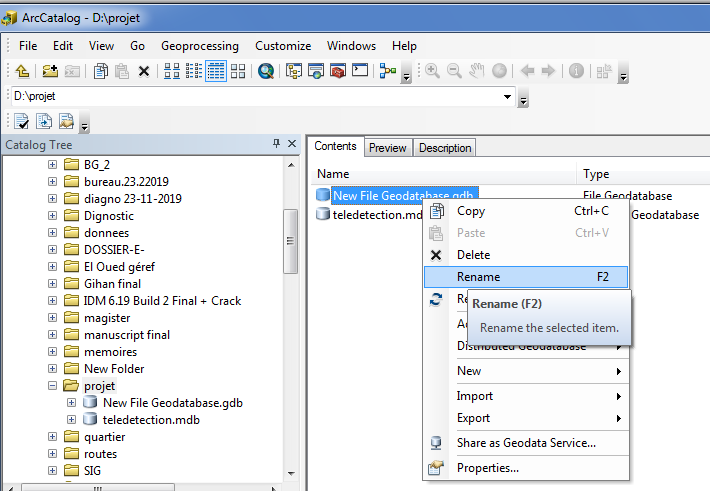 ArcCatalog - D:\projet
File Edit View Go Geoprocessing Customize Windows Help
D:\projet
Catalog Tree
BG_2
bureau.23.22019
diagno 23-11-2019
Dignostic
donnees
DOSSIER-E-
El Oued géref
Gihan final
IDM 6.19 Build 2 Final + Crack
magister
manuscript final
memoires
New Folder
projet
New File Geodatabase.gdb
teledetection.mdb
quartier
routes
SIG
Contents Preview Description
Name Type
New File Geodatabase.gdb File Geodatabase
teledetection.md Geodatabase
Copy Ctrl+C
Paste Ctrl+V
Delete
Rename F2
Re
Rename (F2)
Rename the selected item.
Distributed Geodatabase
New
Import
Export
Share as Geodata Service...
Properties...